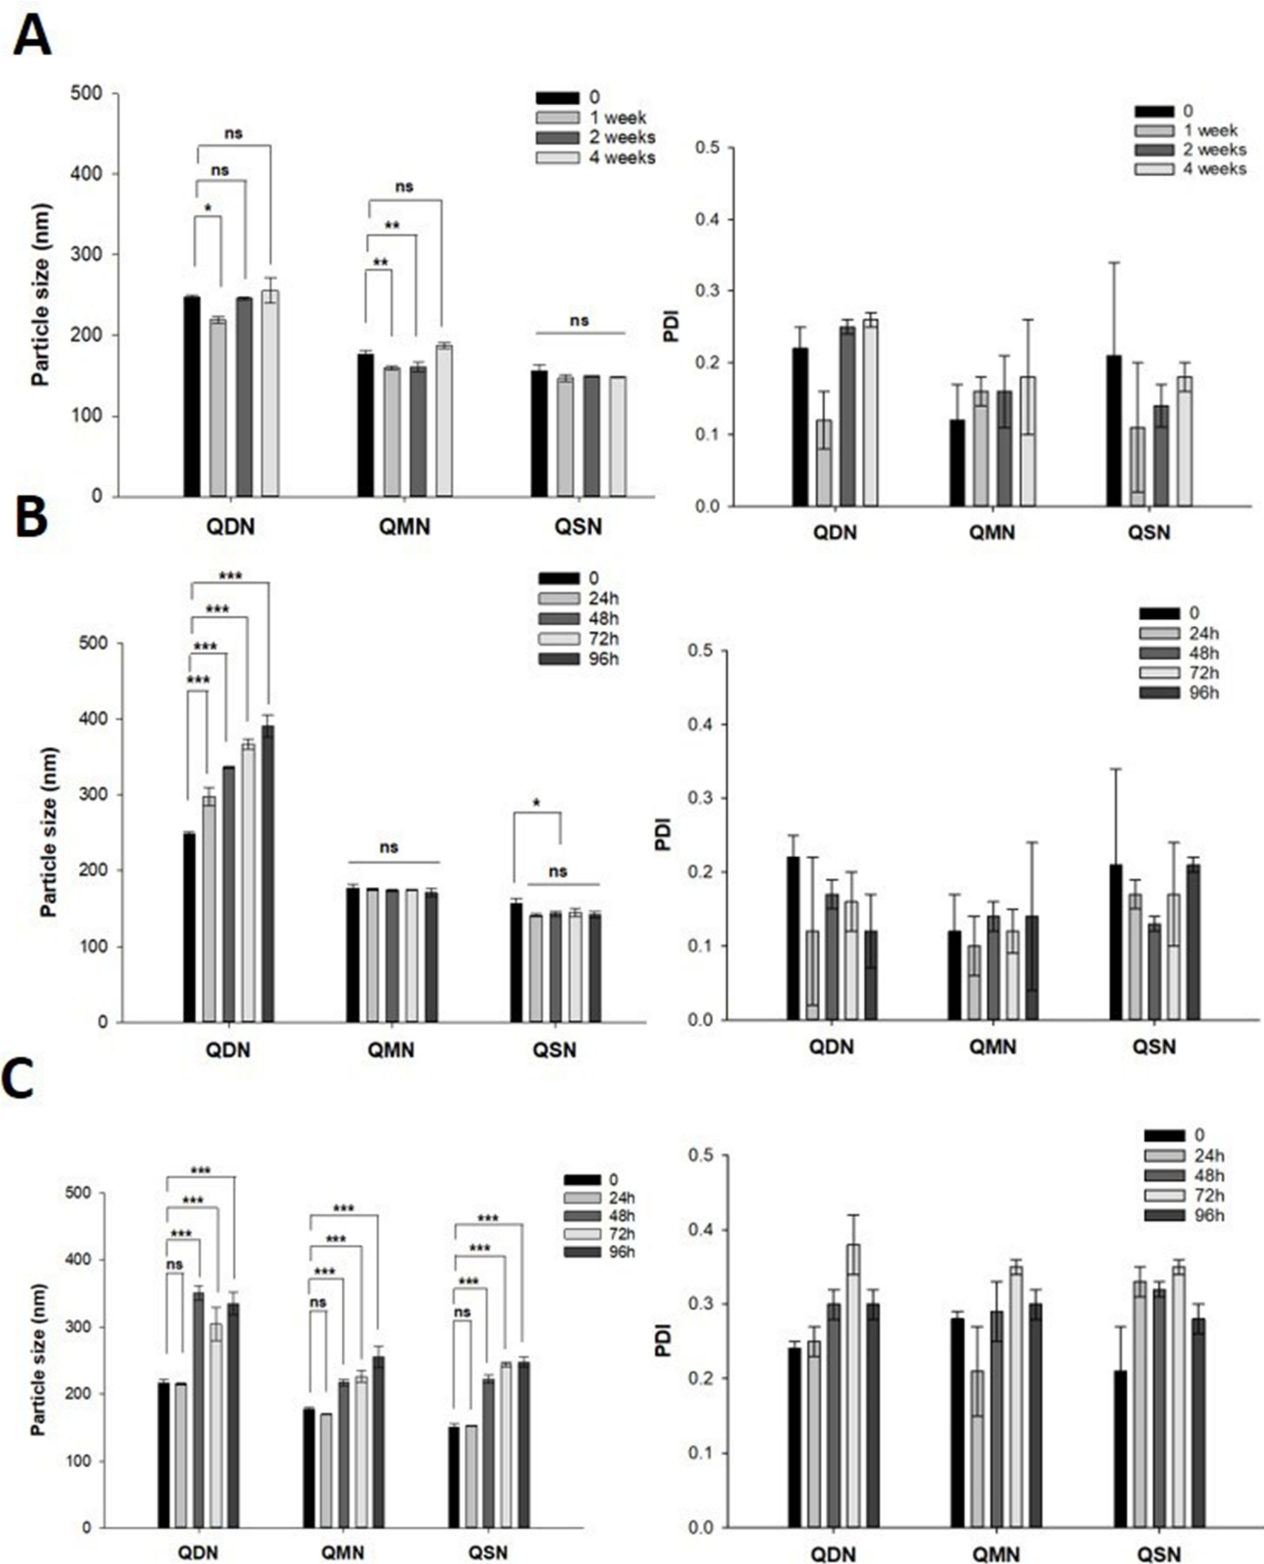 A
Particle size (nm)
500
400
300
200
100
0
0
1 week
2 weeks
4 weeks
ns
ns
*
ns
**
**
ns
QDN QMN QSN
PDI
0.5
0.4
0.3
0.2
0.1
0.0
0
1 week
2 weeks
4 weeks
QDN QMN QSN
B
Particle size (nm)
500
400
300
200
100
0
0
24h
48h
72h
96h
***
***
***
***
ns
*
ns
QDN QMN QSN
PDI
0.5
0.4
0.3
0.2
0.1
0.0
0
24h
48h
72h
96h
QDN QMN QSN
C
Particle size (nm)
500
400
300
200
100
0
0
24h
48h
72h
96h
***
***
***
ns
***
***
***
ns
***
***
***
ns
QDN QMN QSN
PDI
0.5
0.4
0.3
0.2
0.1
0.0
0
24h
48h
72h
96h
QDN QMN QSN